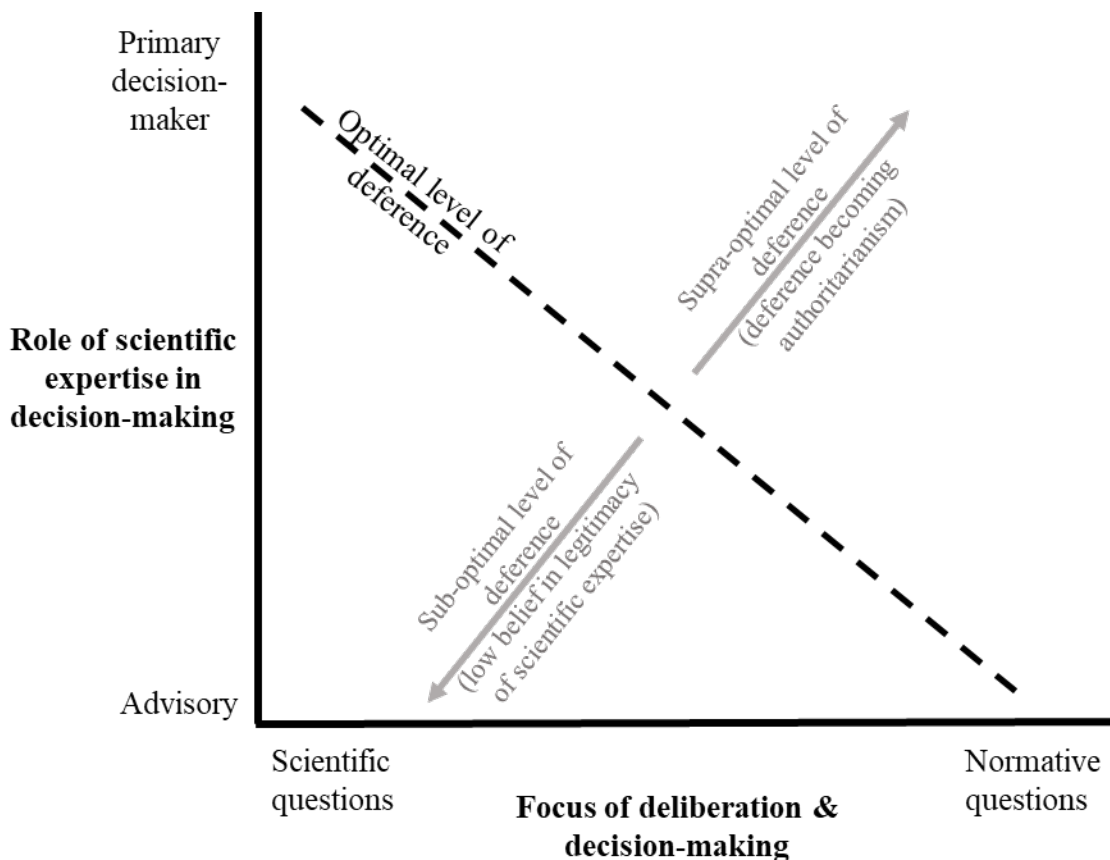 Primary
decision-
maker
Optimal level of
deference
Supra-optimal level of
deference
(deference becoming
authoritarianism)
Role of scientific
expertise in
decision-making
Sub-optimal level of
deference
(low belief in legitimacy
of scientific expertise)
Advisory
Scientific
questions
Normative
questions
Focus of deliberation &
decision-making